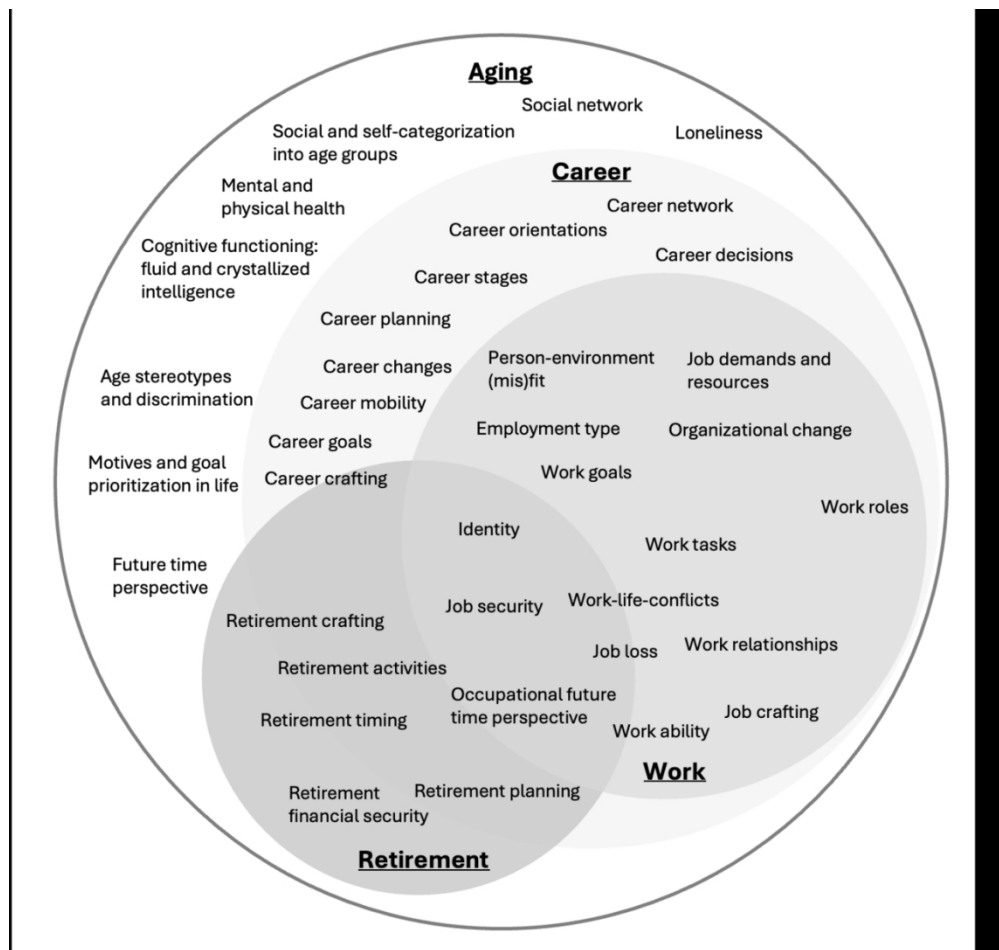 Aging
Social network
Loneliness
Social and self-categorization
into age groups
Mental and
physical health
Cognitive functioning:
fluid and crystallized
intelligence
Age stereotypes
and discrimination
Motives and goal
prioritization in life
Future time
perspective
Career
Career network
Career orientations
Career decisions
Career stages
Career planning
Career changes
Career mobility
Career goals
Career crafting
Person-environment
(mis)fit
Job demands and
resources
Employment type
Organizational change
Work goals
Work roles
Identity
Work tasks
Job security
Work-life-conflicts
Job loss
Work relationships
Occupational future
time perspective
Job crafting
Work ability
Work
Retirement crafting
Retirement activities
Retirement timing
Retirement planning
Retirement
financial security
Retirement